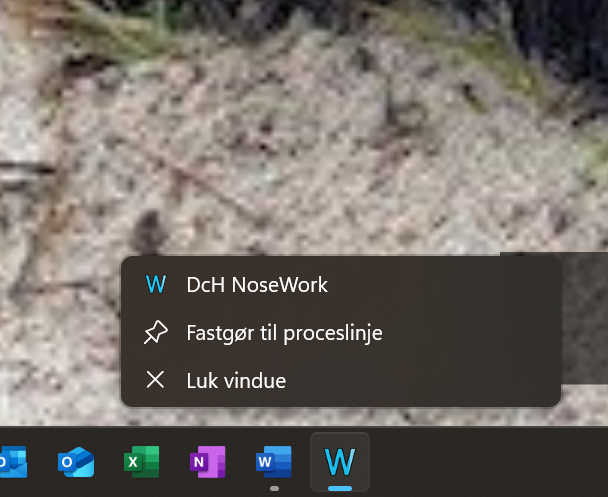 W DcH NoseWork
Fastgør til proceslinje
Luk vindue
O O X N W W